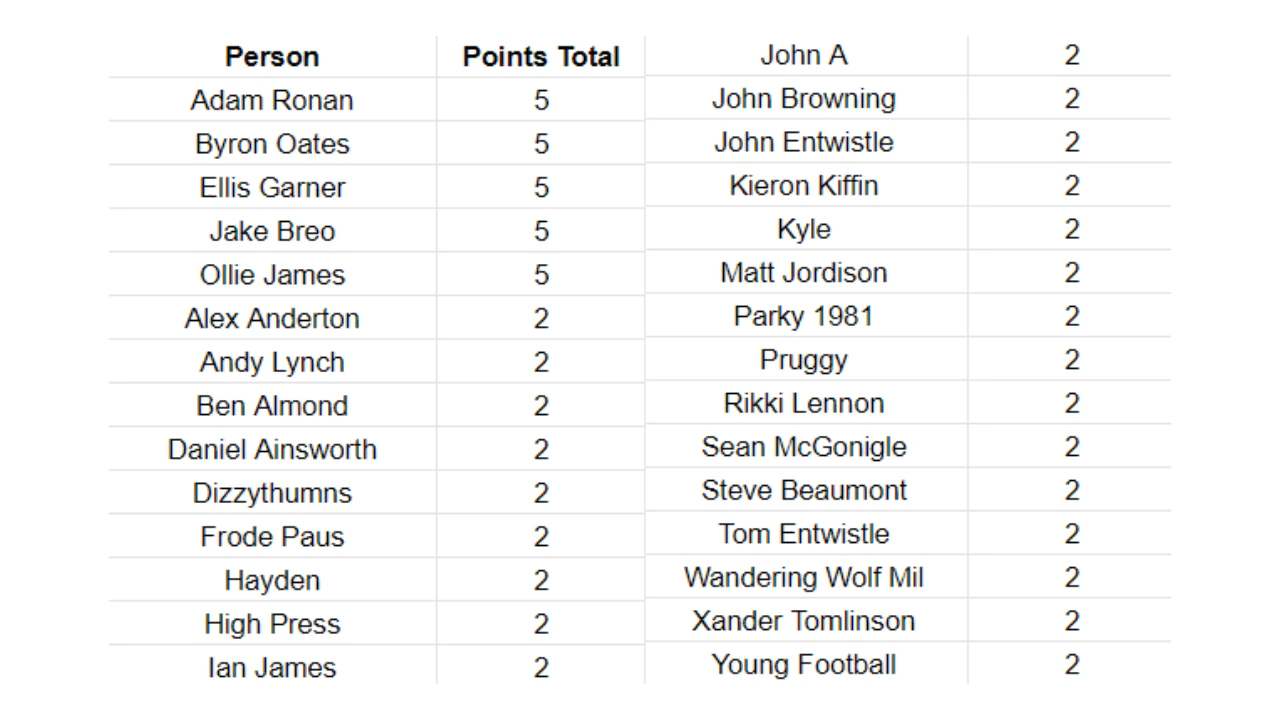 Person Points Total
Adam Ronan 5
Byron Oates 5
Ellis Garner 5
Jake Breo 5
Ollie James 5
Alex Anderton 2
Andy Lynch 2
Ben Almond 2
Daniel Ainsworth 2
Dizzythumns 2
Frode Paus 2
Hayden 2
High Press 2
Ian James 2
John A 2
John Browning 2
John Entwistle 2
Kieron Kiffin 2
Kyle 2
Matt Jordison 2
Parky 1981 2
Pruggy 2
Rikki Lennon 2
Sean McGonigle 2
Steve Beaumont 2
Tom Entwistle 2
Wandering Wolf Mil 2
Xander Tomlinson 2
Young Football 2